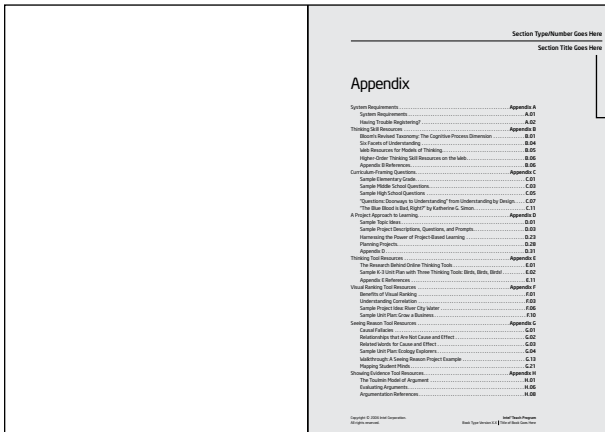 Section Type/Number Goes Here
Section Title Goes Here
Appendix
System Requirements Appendix A
System Requirements A.01
Having Trouble Registering? A.02
Thinking Skill Resources Appendix B
Bloom's Revised Taxonomy: The Cognitive Process Dimension B.01
Six Facets of Understanding B.04
Web Resources for Models of Thinking B.05
Higher-Order Thinking Skill Resources on the Web B.06
Appendix B References B.06
Curriculum-Framing Questions Appendix C
Sample Elementary Grade C.01
Sample Middle School Questions C.03
Sample High School Questions C.05
"Questions: Doorways to Understanding" from Understanding by Design C.07
"The Blue Blood is Bad, Right?" by Katherine G. Simon C.11
A Project Approach to Learning Appendix D
Sample Topic Ideas D.01
Sample Project Descriptions, Questions, and Prompts D.03
Harnessing the Power of Project-Based Learning D.23
Planning Projects D.28
Appendix D D.31
Thinking Tool Resources Appendix E
The Research Behind Online Thinking Tools E.01
Sample K-3 Unit Plan with Three Thinking Tools: Birds, Birds, Birds! E.02
Appendix E References E.11
Visual Ranking Tool Resources Appendix F
Benefits of Visual Ranking F.01
Understanding Correlation F.03
Sample Project Idea: River City Water F.06
Sample Unit Plan: Grow a Business F.10
Seeing Reason Tool Resources Appendix G
Causal Fallacies G.01
Relationships that Are Not Cause and Effect G.02
Related Words for Cause and Effect G.03
Sample Unit Plan: Ecology Explorers G.04
Walkthrough: A Seeing Reason Project Example G.13
Mapping Student Minds G.21
Showing Evidence Tool Resources Appendix H
The Toulmin Model of Argument H.01
Evaluating Arguments H.06
Argumentation References H.08
Copyright © 2006 Intel Corporation.
All rights reserved.
Intel® Teach Program
Book Type Version 6.0 | Title of Book Goes Here